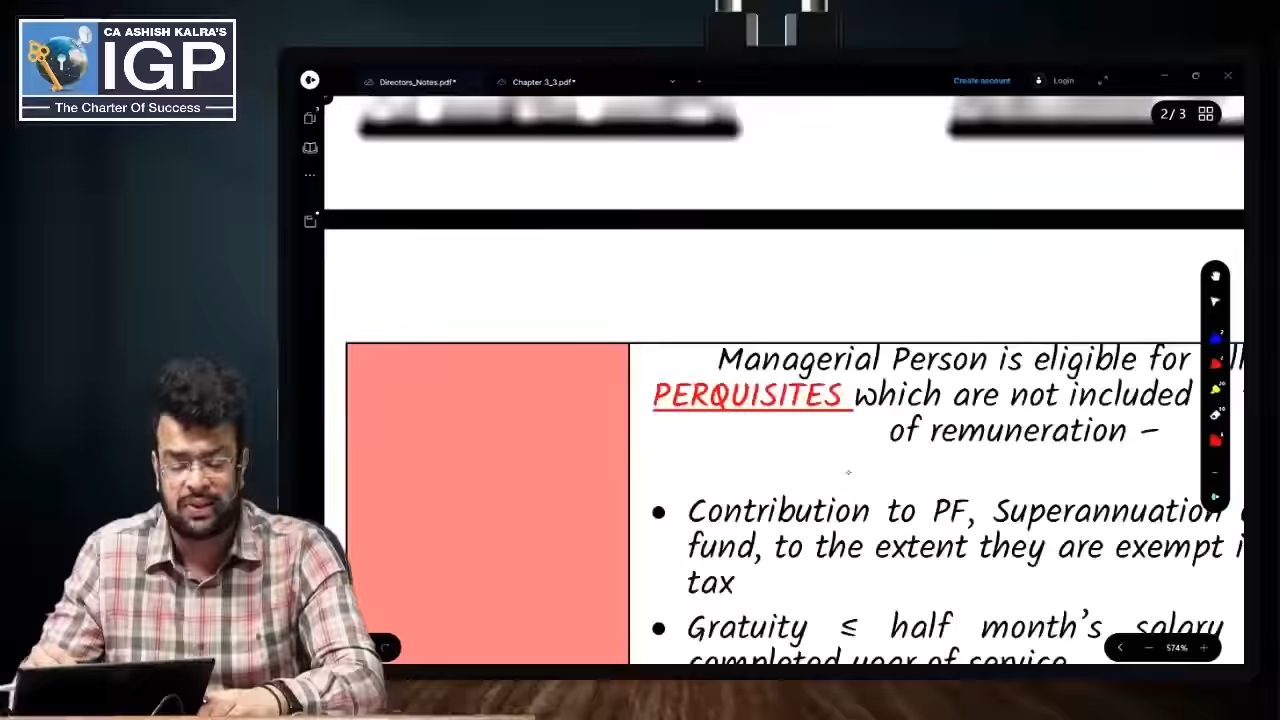 CA ASHISH KALRA'S
IGP
The Charter Of Success
Directors_Notes.pdf*
Chapter 3_3.pdf*
Create account
Login
2/3
Managerial Person is eligible for
PERQUISITES which are not included
of remuneration –
• Contribution to PF, Superannuation
fund, to the extent they are exempt
tax
• Gratuity ≤ half month's salary
completed year of service
574%